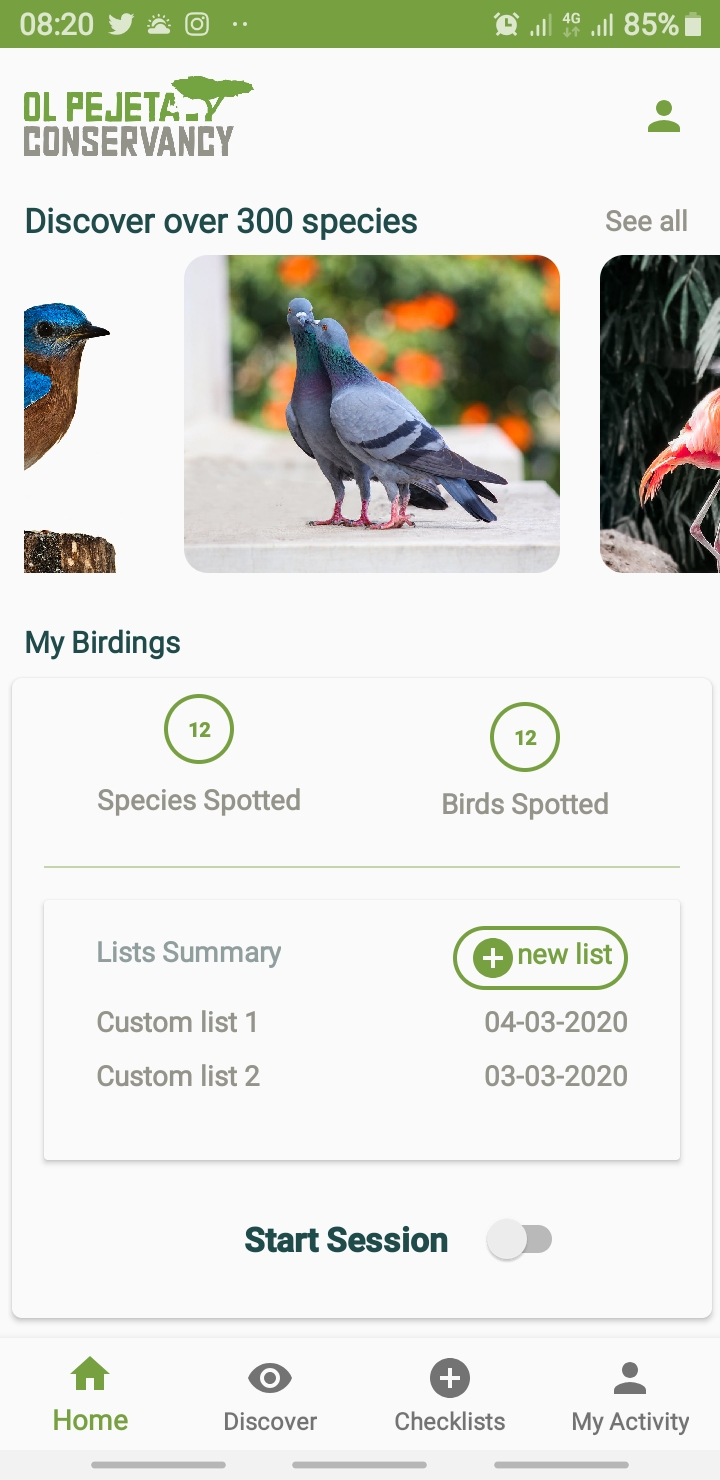 08:20
4G
85%
OL PEJETA
CONSERVANCY
Discover over 300 species
See all
My Birdings
12
12
Species Spotted
Birds Spotted
Lists Summary
new list
Custom list 1
04-03-2020
Custom list 2
03-03-2020
Start Session
Home
Discover
Checklists
My Activity